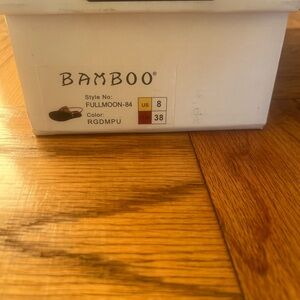 BAMBOO®
Style No:
FULLMOON-84
US 8
Color:
RGDMPU
38